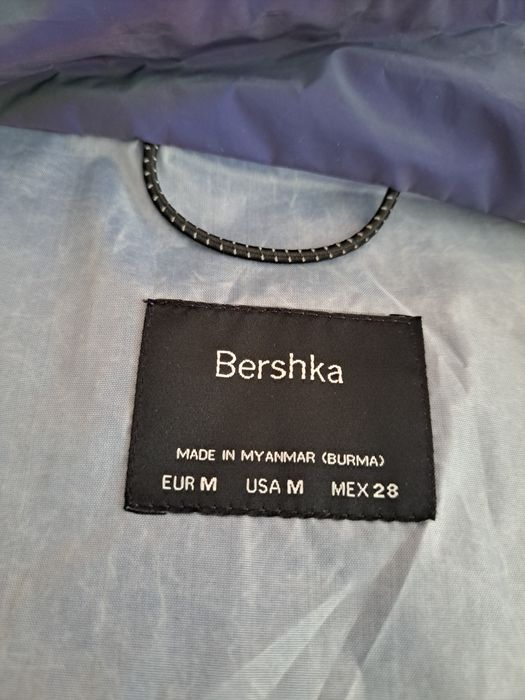 Bershka
MADE IN MYANMAR (BURMA)
EUR M USA M MEX 28